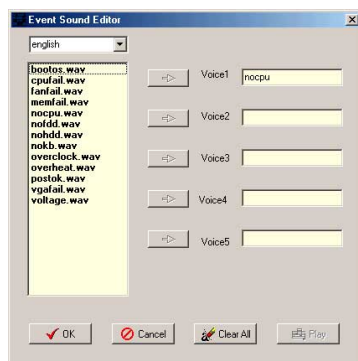 Event Sound Editor
english
bootos.wav
cpufail.wav
fanfail.wav
memfail.wav
nocpu.wav
nofdd.wav
nohdd.wav
nokb.wav
overclock.wav
overheat.wav
postok.wav
vgafail.wav
voltage.wav
Voice1 nocpu
Voice2
Voice3
Voice4
Voice5
OK Cancel Clear All Play